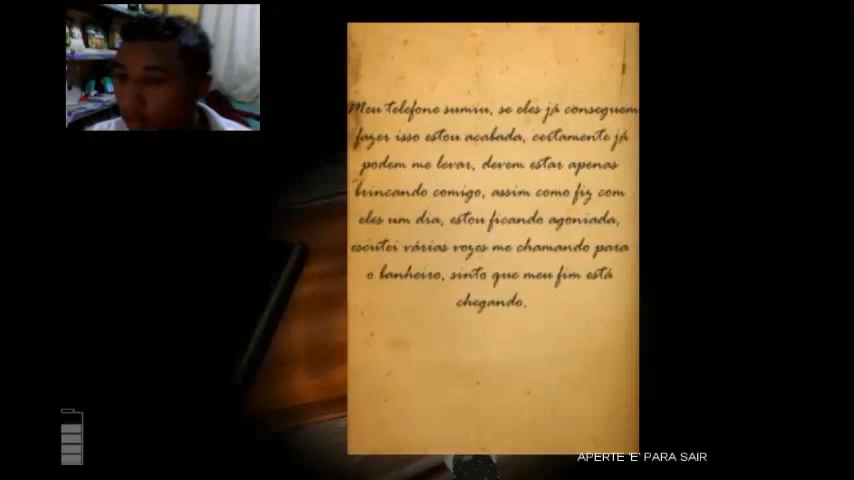 Meu telefone sumiu, se eles já conseguem
fazer isso estou acabada, certamente já
podem me levar, devem estar apenas
brincando comigo, assim como fiz com
eles um dia, estou ficando agoniada,
escutei várias vozes me chamando para
o banheiro, sinto que meu fim está
chegando.
APERTE 'E' PARA SAIR